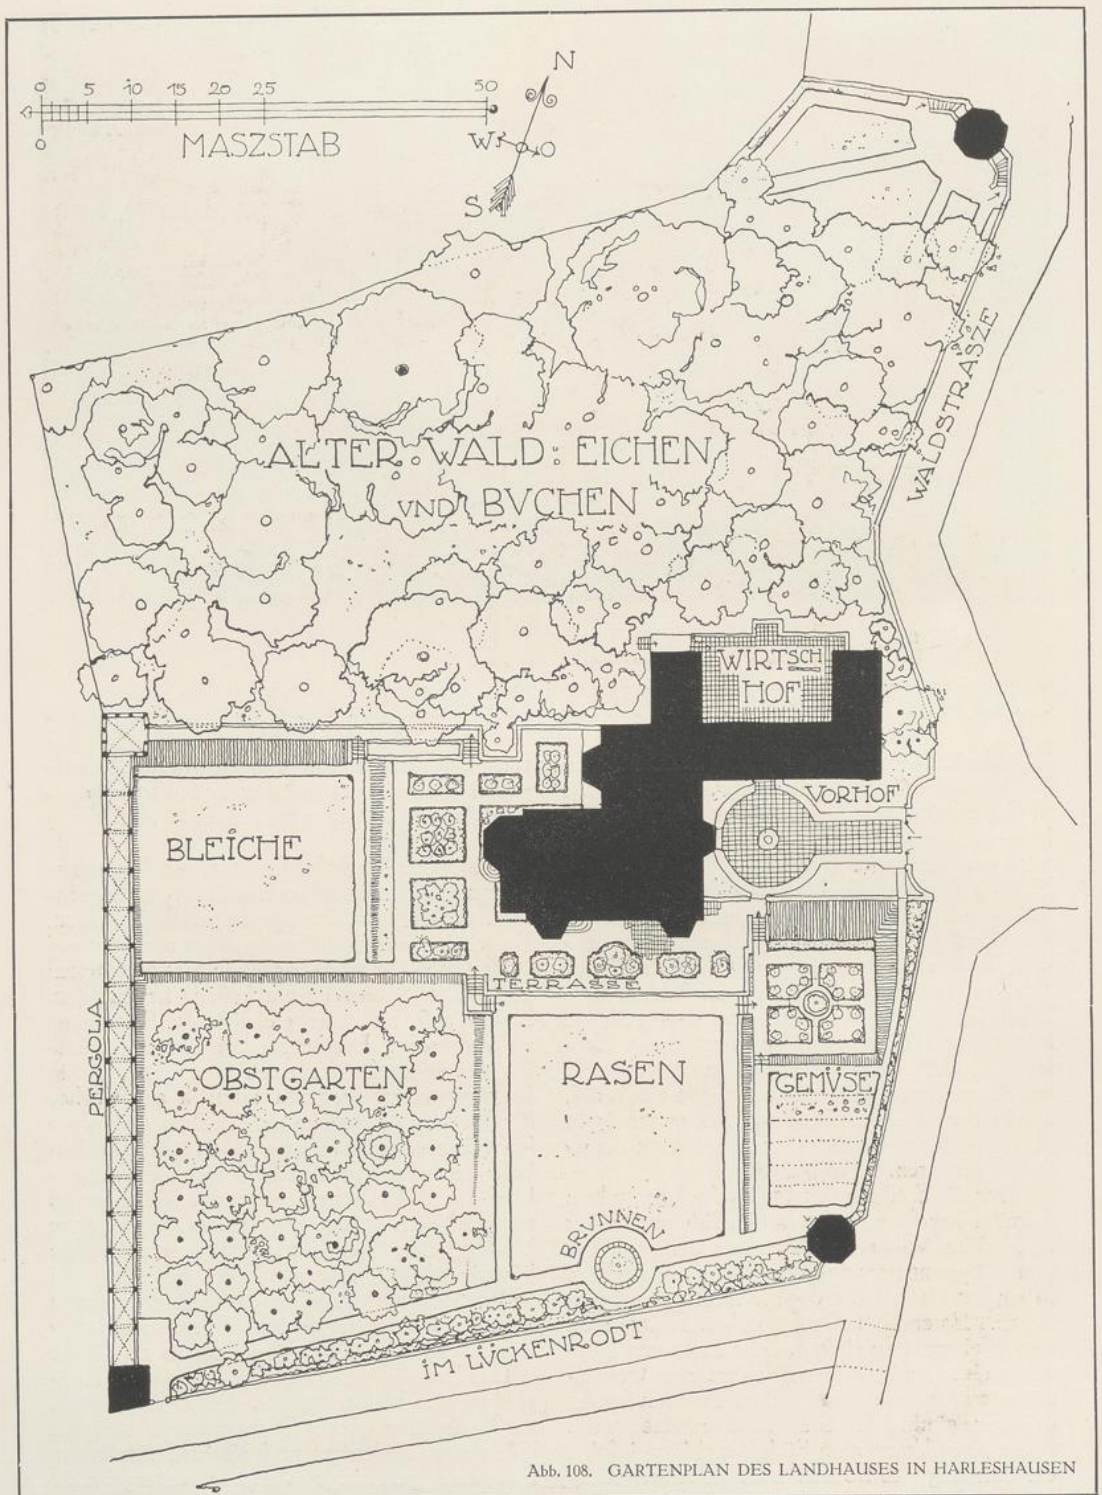 0 5 10 15 20 25 50
0
MASZSTAB
N
W O
S
WALDSTRASZE
ALTER WALD: EICHEN
UND BUCHEN
WIRTSCH
HOF
VORHOF
BLEICHE
TERRASSE
PERGOLA
OBSTGARTEN
RASEN
GEMÜSE
BRUNNEN
IM LÜCKENRODT
Abb. 108. GARTENPLAN DES LANDHAUSES IN HARLESHAUSEN